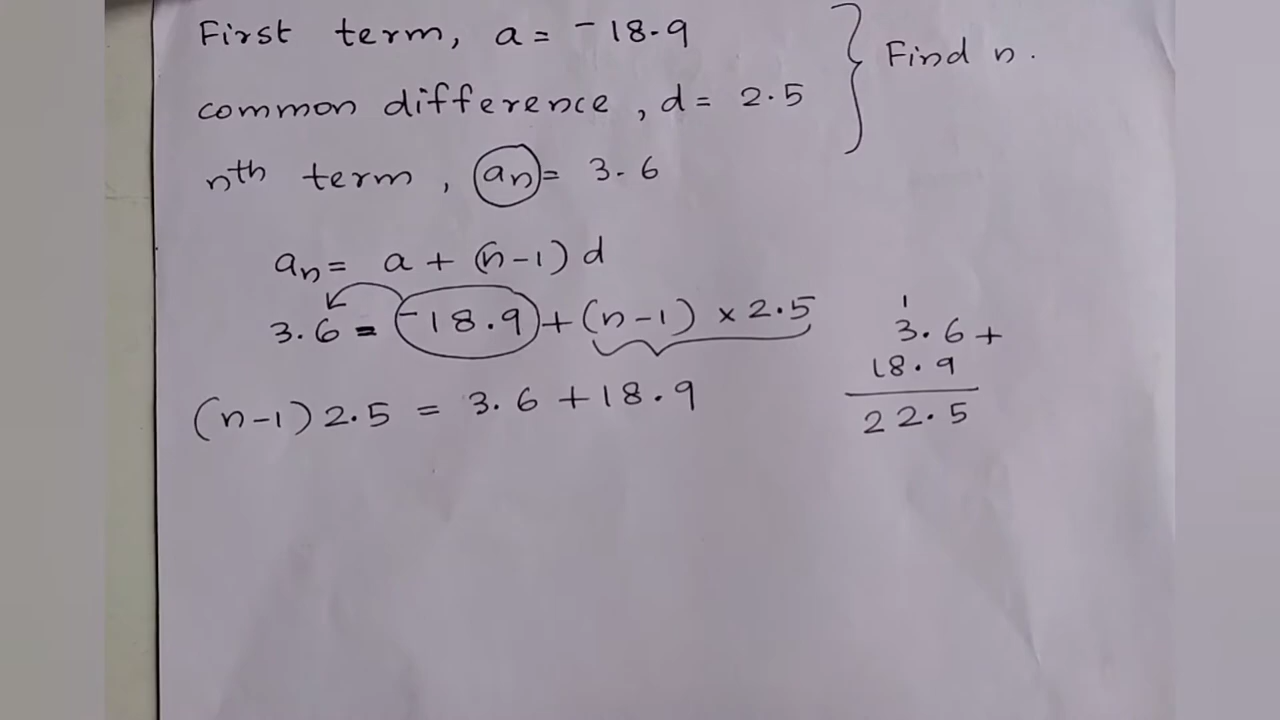 First term, a = -18.9
common difference, d = 2.5
Find n.
nth term, an = 3.6
an = a + (n-1) d
3.6 = -18.9 + (n-1) × 2.5
(n-1) 2.5 = 3.6 + 18.9
1
3.6 +
18.9
22.5